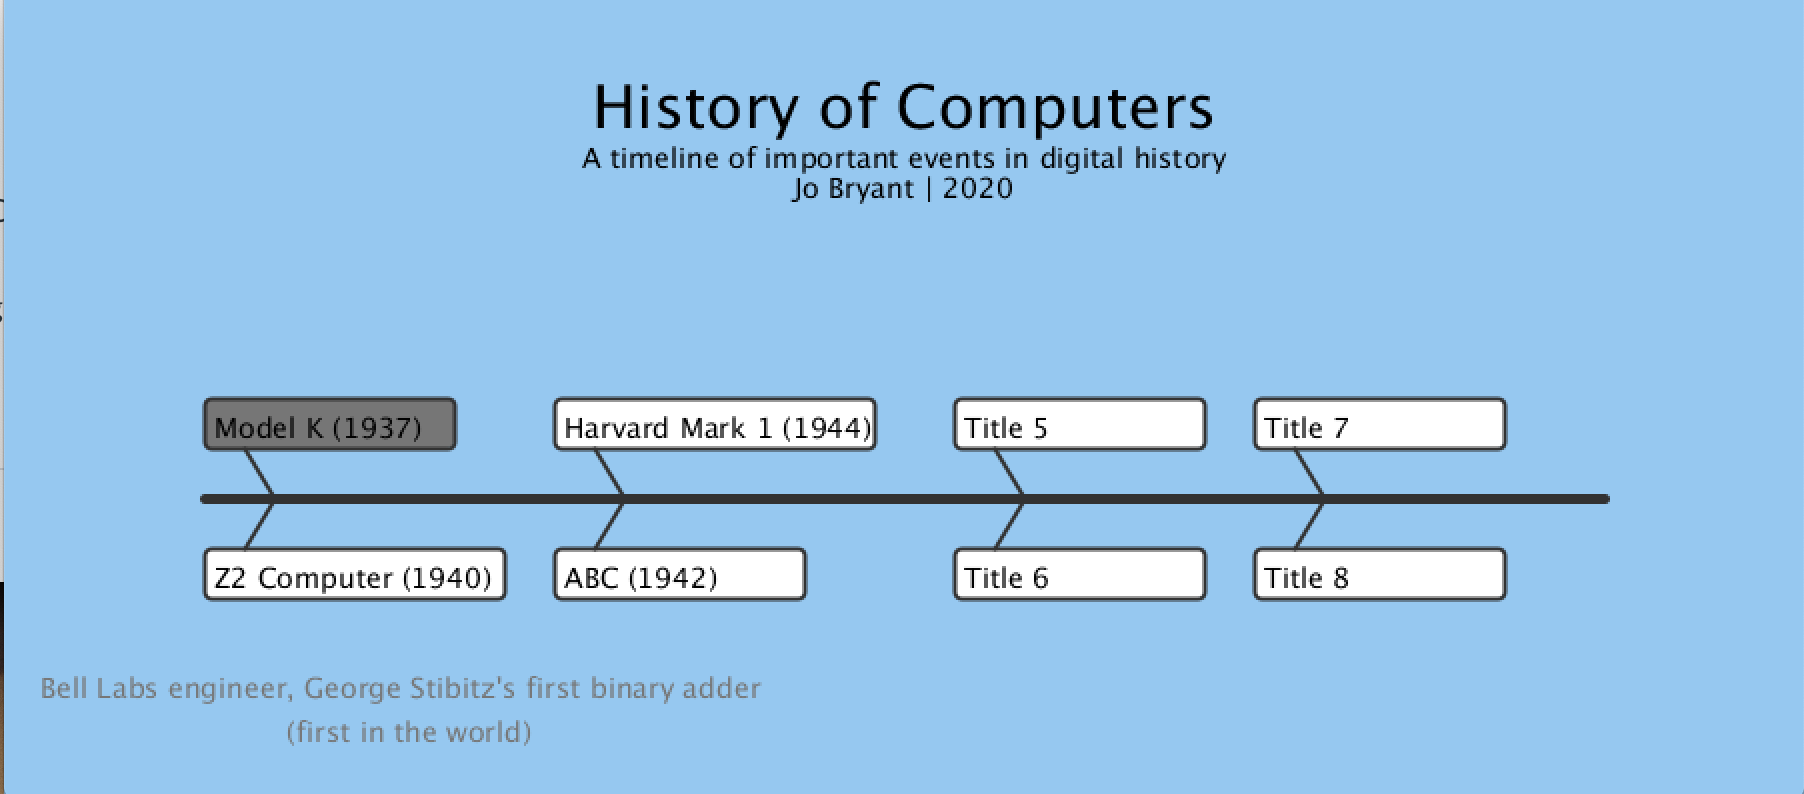 History of Computers
A timeline of important events in digital history
Jo Bryant | 2020
Model K (1937)
Harvard Mark 1 (1944)
Title 5
Title 7
Z2 Computer (1940)
ABC (1942)
Title 6
Title 8
Bell Labs engineer, George Stibitz's first binary adder
(first in the world)